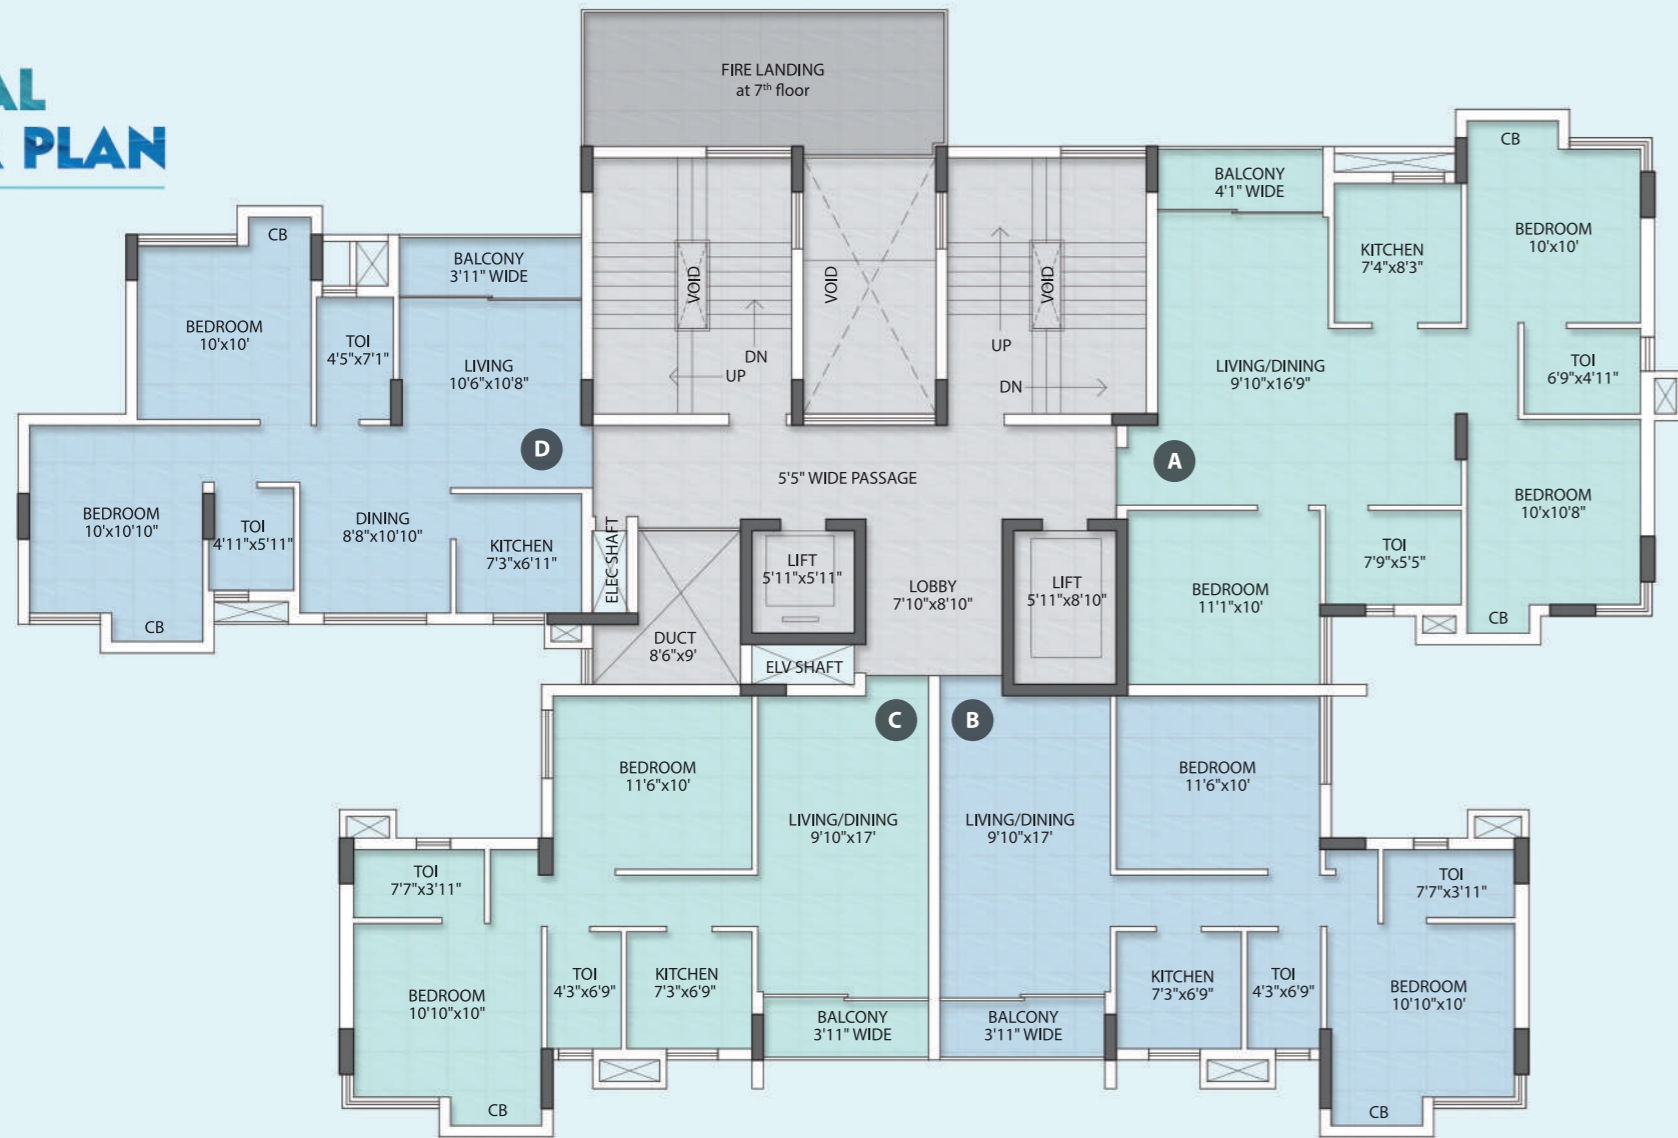 AL
PLAN
FIRE LANDING
at 7th floor
CB
BEDROOM
10'x10'
TOI
4'5"x7'1"
BALCONY
3'11" WIDE
LIVING
10'6"x10'8"
D
BEDROOM
10'x10'10"
CB
TOI
4'11"x5'11"
DINING
8'8"x10'10"
KITCHEN
7'3"x6'11"
ELEC SHAFT
VOID
DN
UP
VOID
VOID
UP
DN
5'5" WIDE PASSAGE
LIFT
5'11"x5'11"
LOBBY
7'10"x8'10"
LIFT
5'11"x8'10"
DUCT
8'6"x9'
ELV SHAFT
BALCONY
4'1" WIDE
KITCHEN
7'4"x8'3"
CB
BEDROOM
10'x10'
LIVING/DINING
9'10"x16'9"
TOI
6'9"x4'11"
A
BEDROOM
10'x10'8"
TOI
7'9"x5'5"
BEDROOM
11'1"x10'
CB
C
BEDROOM
11'6"x10'
LIVING/DINING
9'10"x17'
TOI
7'7"x3'11"
BEDROOM
10'10"x10"
TOI
4'3"x6'9"
KITCHEN
7'3"x6'9"
BALCONY
3'11" WIDE
CB
B
BEDROOM
11'6"x10'
LIVING/DINING
9'10"x17'
TOI
7'7"x3'11"
KITCHEN
7'3"x6'9"
TOI
4'3"x6'9"
BEDROOM
10'10"x10'
BALCONY
3'11" WIDE
CB